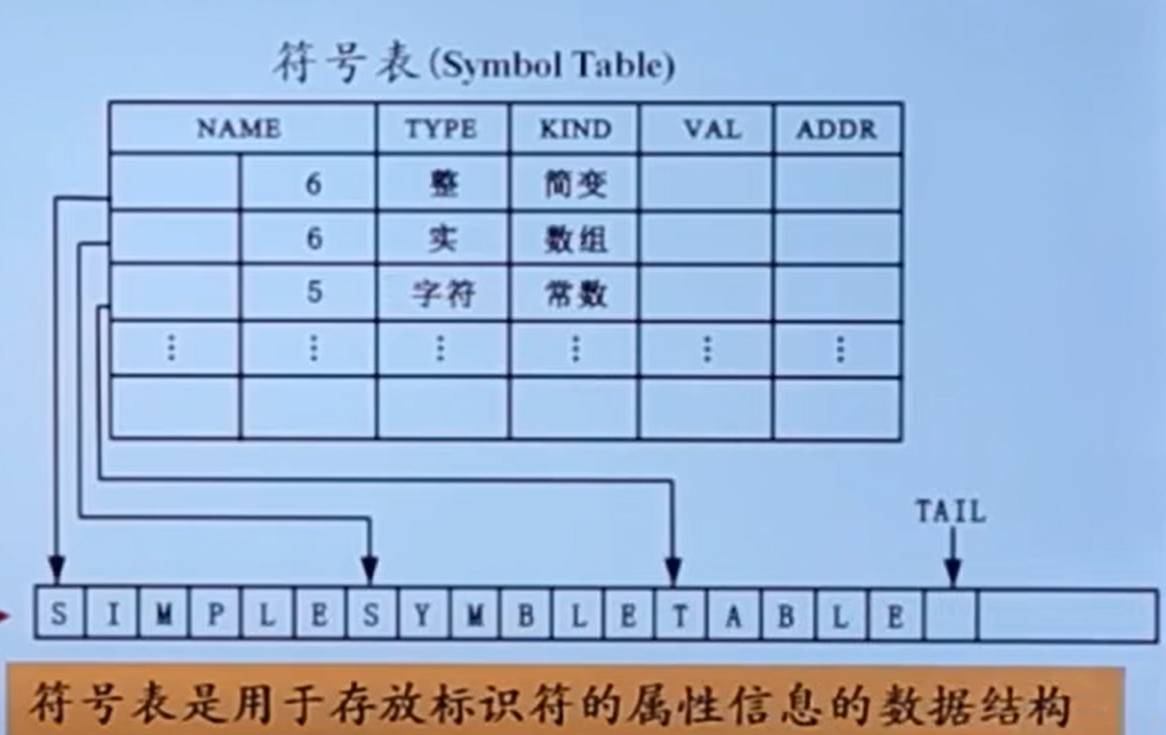 符号表(Symbol Table)
NAME TYPE KIND VAL ADDR
6 整 简变
6 实 数组
5 字符 常数
⋮ ⋮ ⋮ ⋮ ⋮ ⋮
TAIL
S I M P L E S Y M B L E T A B L E
符号表是用于存放标识符的属性信息的数据结构